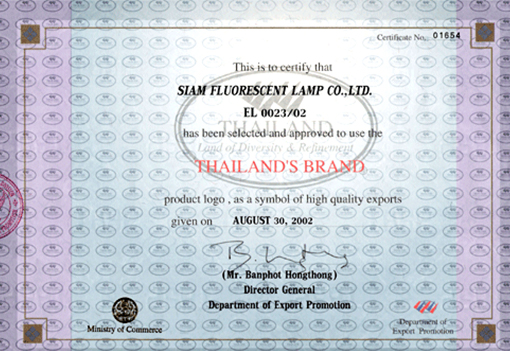 Certificate No... 01654
This is to certify that
SIAM FLUORESCENT LAMP CO.,LTD.
EL 0023/02
has been selected and approved to use the
THAILAND
Land of Diversity & Refinement
THAILAND'S BRAND
product logo , as a symbol of high quality exports
given on AUGUST 30, 2002
(Mr. Banphot Hongthong)
Director General
Department of Export Promotion
Ministry of Commerce
Department of
Export Promotion